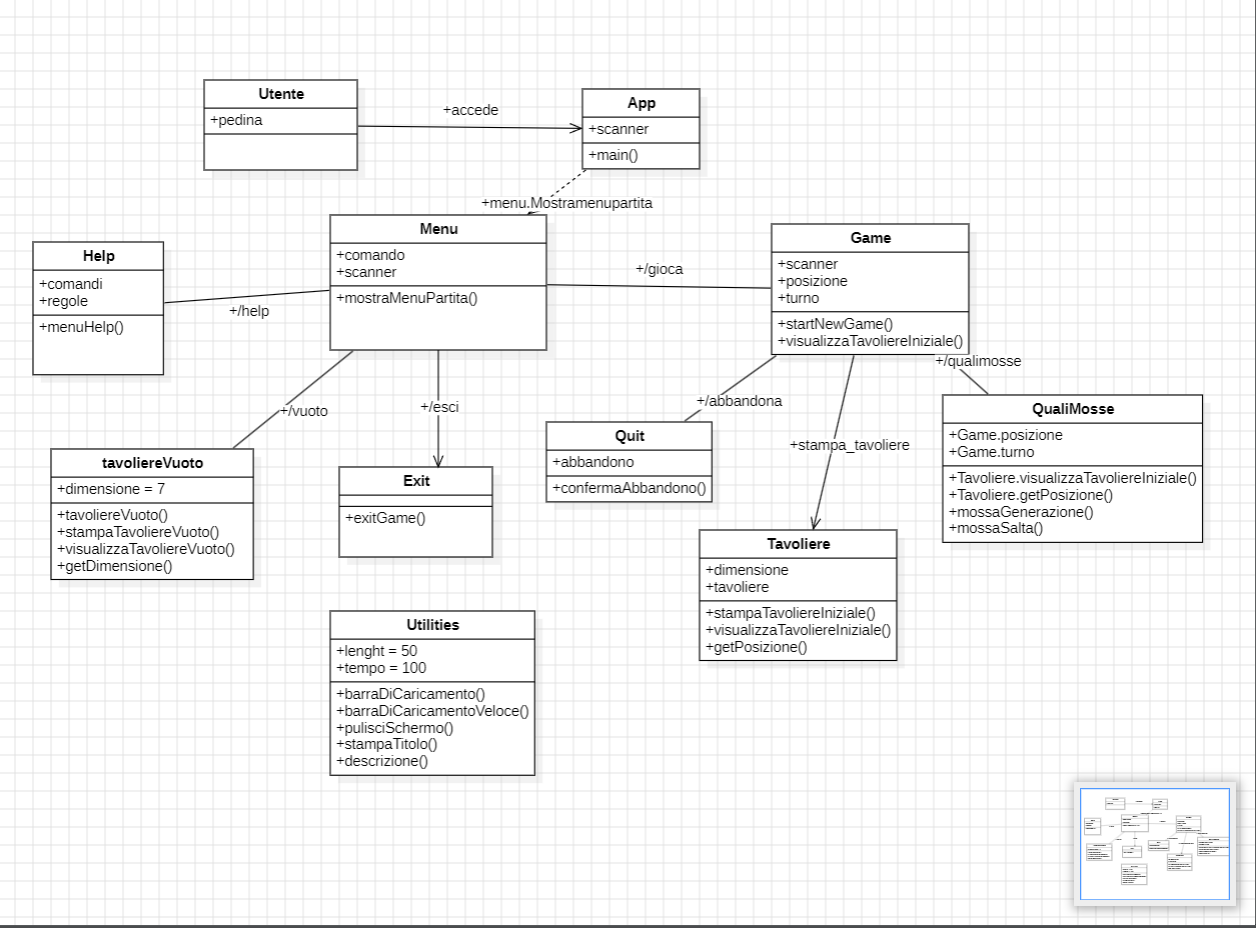 Utente
+pedina
+accede
App
+scanner
+main()
+menu.Mostramenupartita
Menu
+comando
+scanner
+mostraMenuPartita()
Help
+comandi
+regole
+menuHelp()
+/help
+/gioca
Game
+scanner
+posizione
+turno
+startNewGame()
+visualizzaTavoliereIniziale()
+/vuoto
+/esci
+/abbandona
+stampa_tavoliere
+/qualimosse
tavoliereVuoto
+dimensione = 7
+tavoliereVuoto()
+stampaTavoliereVuoto()
+visualizzaTavoliereVuoto()
+getDimensione()
Exit
+exitGame()
Quit
+abbandono
+confermaAbbandono()
QualiMosse
+Game.posizione
+Game.turno
+Tavoliere.visualizzaTavoliereIniziale()
+Tavoliere.getPosizione()
+mossaGenerazione()
+mossaSalta()
Tavoliere
+dimensione
+tavoliere
+stampaTavoliereIniziale()
+visualizzaTavoliereIniziale()
+getPosizione()
Utilities
+lenght = 50
+tempo = 100
+barraDiCaricamento()
+barraDiCaricamentoVeloce()
+pulisciSchermo()
+stampaTitolo()
+descrizione()